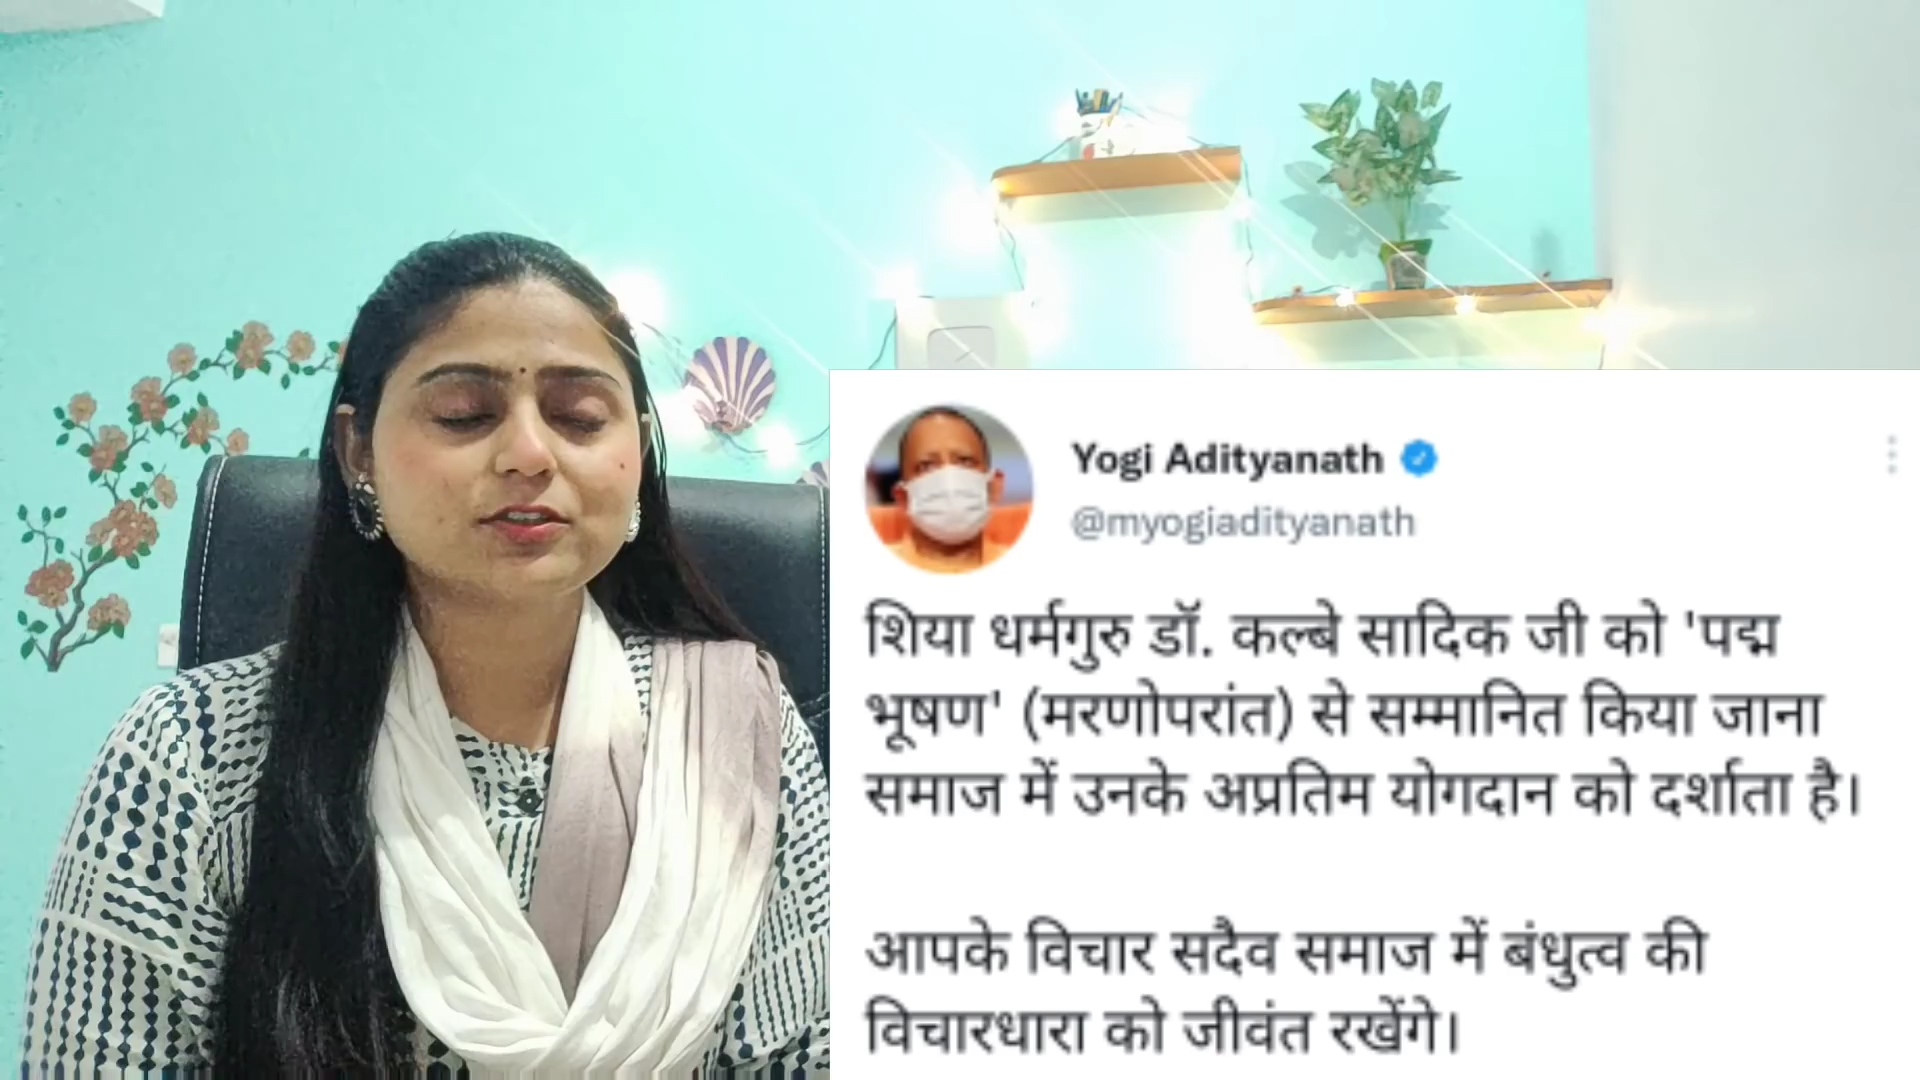 Yogi Adityanath
@myogiadityanath
शिया धर्मगुरु डॉ. कल्बे सादिक जी को 'पद्म
भूषण' (मरणोपरांत) से सम्मानित किया जाना
समाज में उनके अप्रतिम योगदान को दर्शाता है।
आपके विचार सदैव समाज में बंधुत्व की
विचारधारा को जीवंत रखेंगे।